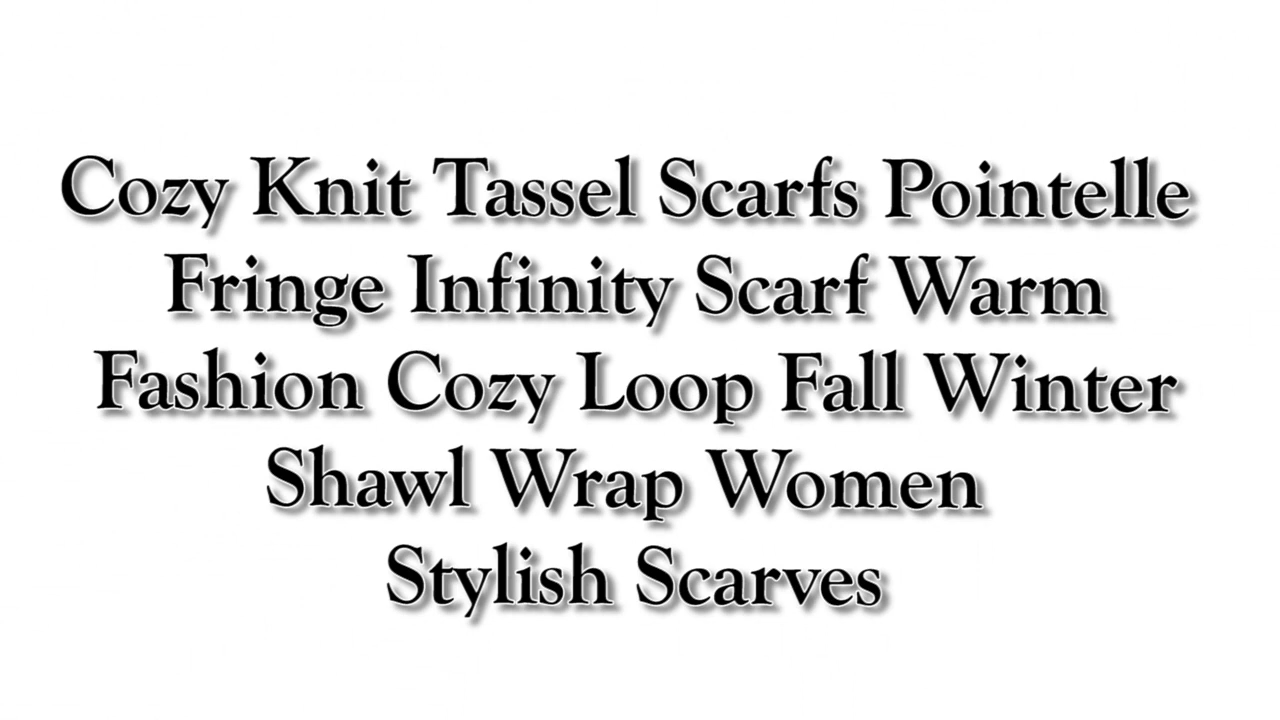 Cozy Knit Tassel Scarfs Pointelle
Fringe Infinity Scarf Warm
Fashion Cozy Loop Fall Winter
Shawl Wrap Women
Stylish Scarves